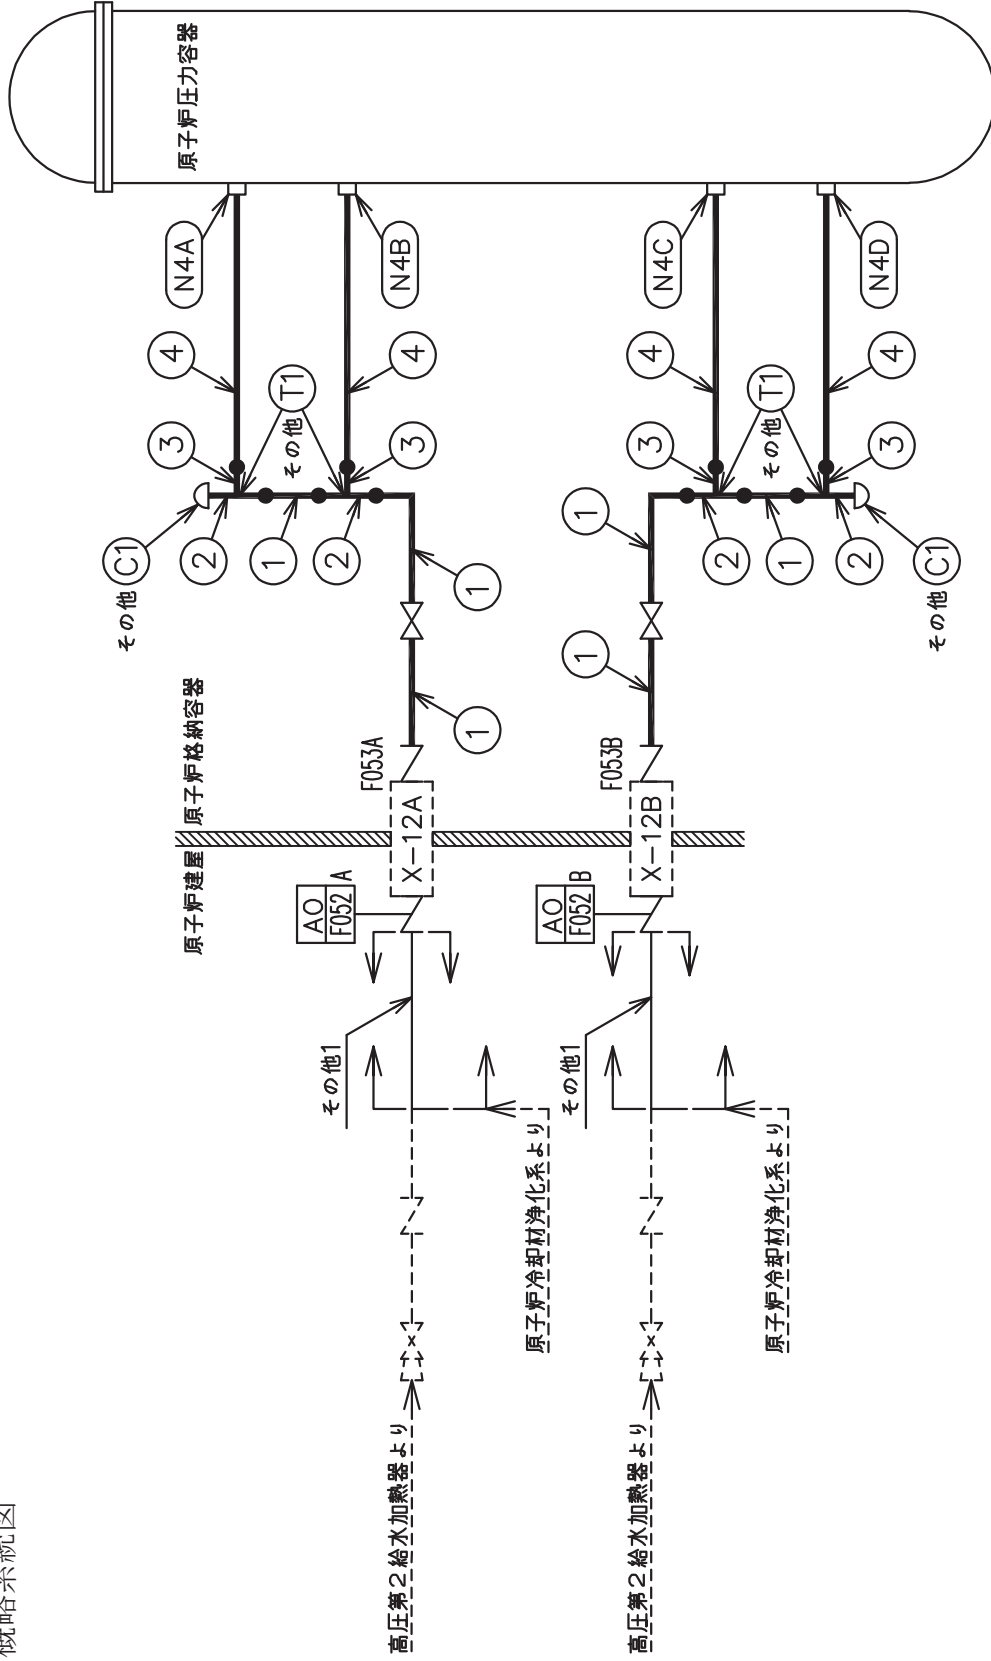 概略系統図
原子炉圧力容器
N4A
N4B
N4C
N4D
4
4
4
4
3
3
3
3
T1
その他
T1
その他
C1
その他
2
1
2
1
1
1
1
2
1
2
C1
その他
原子炉格納容器
原子炉建屋
F053A
F053B
X-12A
X-12B
AO
F052
A
AO
F052
B
その他1
その他1
原子炉冷却材浄化系より
原子炉冷却材浄化系より
高圧第2給水加熱器より
高圧第2給水加熱器より